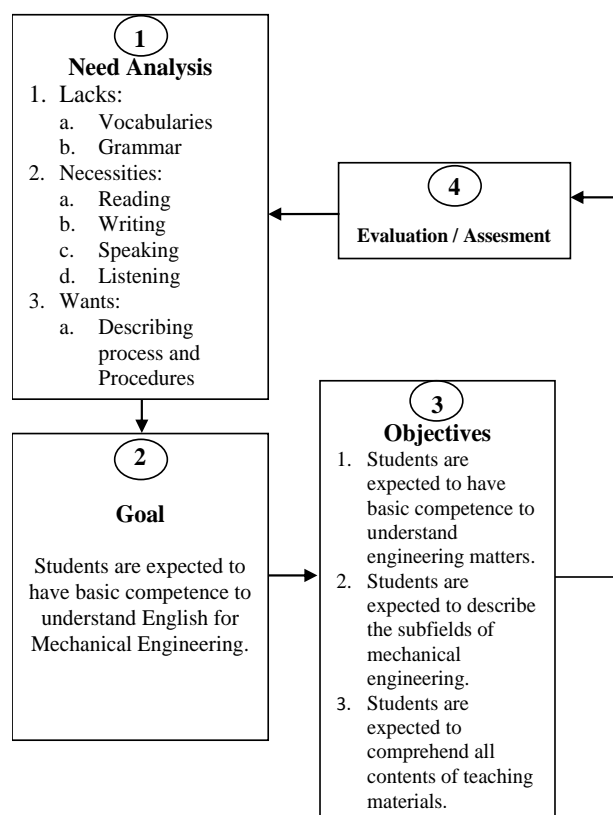 1
Need Analysis
1. Lacks:
a. Vocabularies
b. Grammar
2. Necessities:
a. Reading
b. Writing
c. Speaking
d. Listening
3. Wants:
a. Describing
process and
Procedures
2
Goal
Students are expected to
have basic competence to
understand English for
Mechanical Engineering.
3
Objectives
1. Students are
expected to have
basic competence to
understand
engineering matters.
2. Students are
expected to describe
the subfields of
mechanical
engineering.
3. Students are
expected to
comprehend all
contents of teaching
materials.
4
Evaluation / Assesment